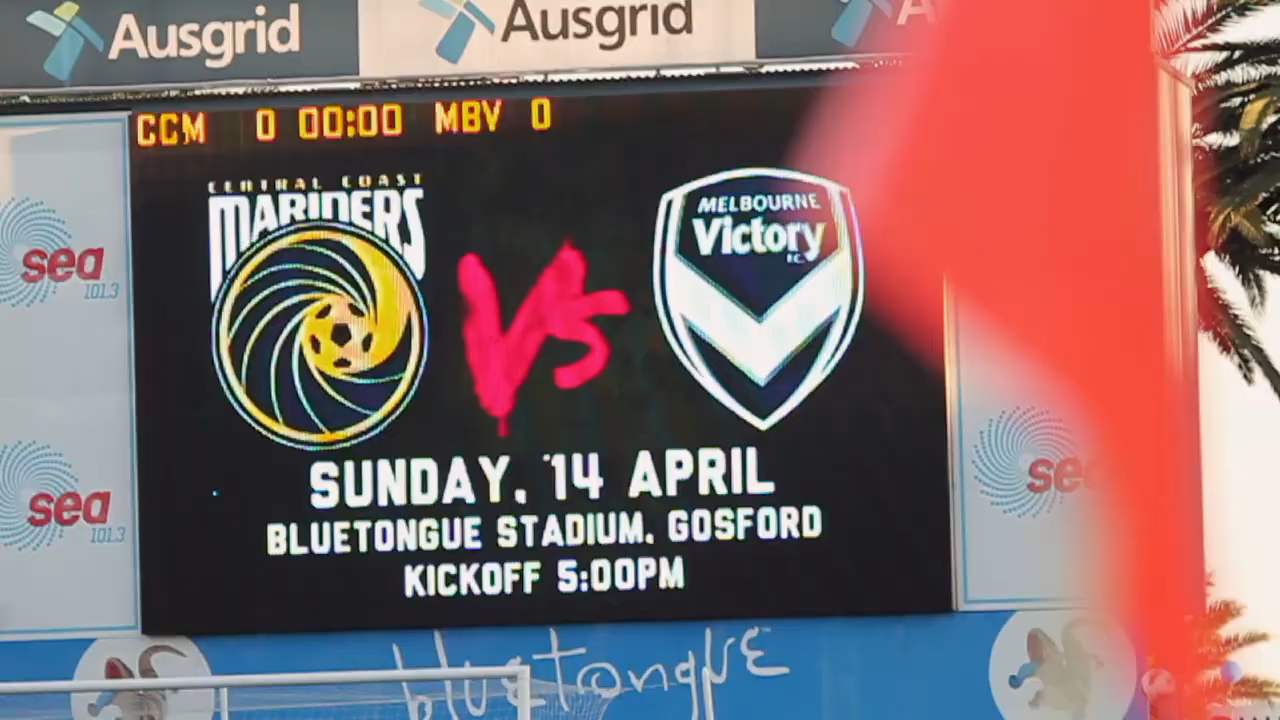 Ausgrid
Ausgrid
CCM 0 00:00 MBV 0
CENTRAL COAST
MARINERS
MELBOURNE
Victory
F.C.
VS
sea
101.3
sea
101.3
sea
SUNDAY, 14 APRIL
BLUETONGUE STADIUM, GOSFORD
KICKOFF 5:00PM
bluetongue